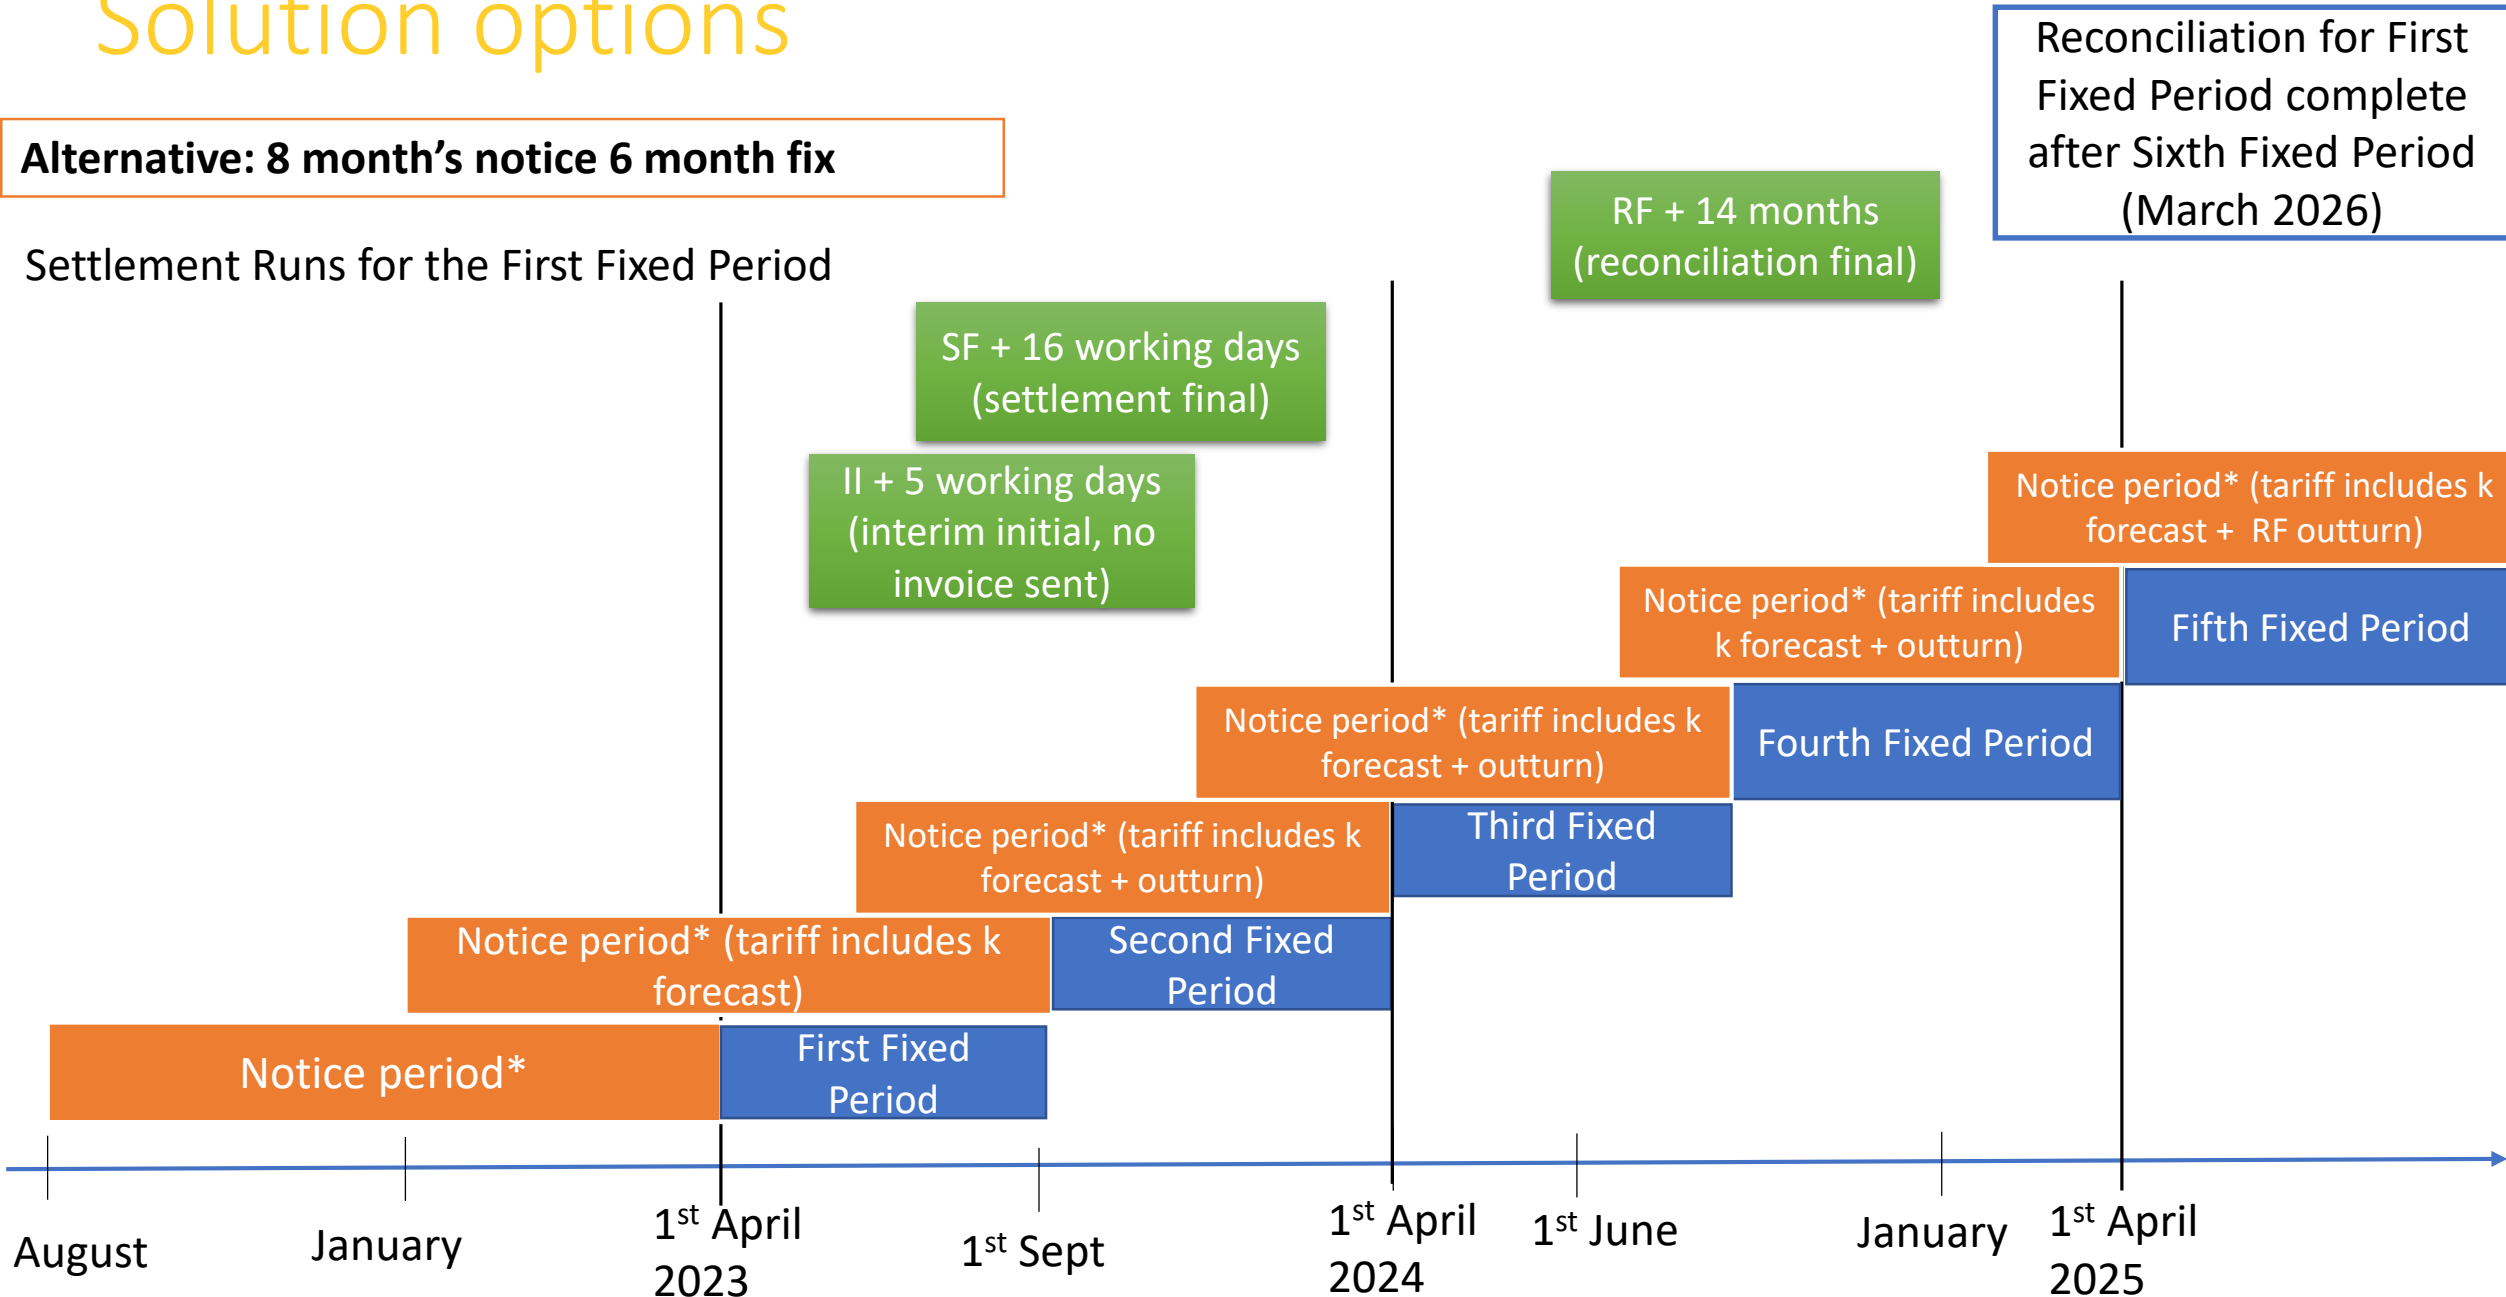 Solution options
Alternative: 8 month’s notice 6 month fix
Settlement Runs for the First Fixed Period
Reconciliation for First
Fixed Period complete
after Sixth Fixed Period
(March 2026)
RF + 14 months
(reconciliation final)
SF + 16 working days
(settlement final)
II + 5 working days
(interim initial, no
invoice sent)
Notice period* (tariff includes k
forecast +  RF outturn)
Notice period* (tariff includes
k forecast + outturn)
Fifth Fixed Period
Notice period* (tariff includes k
forecast + outturn)
Fourth Fixed Period
Notice period* (tariff includes k
forecast + outturn)
Third Fixed
Period
Notice period* (tariff includes k
forecast)
Second Fixed
Period
Notice period*
First Fixed
Period
August
January
1st April
2023
1st Sept
1st April
2024
1st June
January
1st April
2025